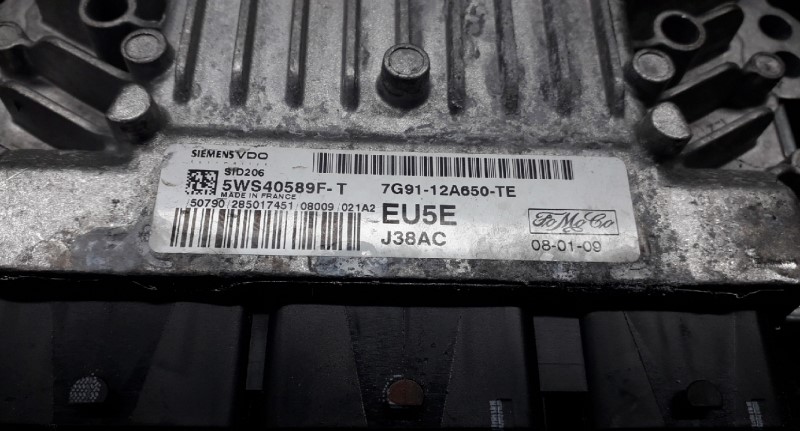 SIEMENS VDO
Automotive
SID206
5WS40589F-T 7G91-12A650-TE
MADE IN FRANCE
50790/285017451/08009/021A2
EU5E
J38AC
FoMoCo
08-01-09